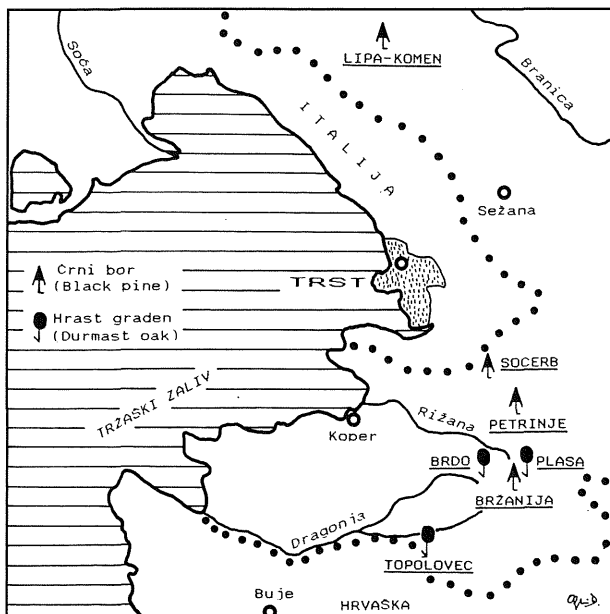 Soča
LIPA-KOMEN
Branica
ITALIJA
Sežana
Črni bor
(Black pine)
TRST
Hrast graden
(Durmast oak)
SOCERB
TRŽAŠKI ZALIV
PETRINJE
Rižana
Koper
BRDO
PLASA
BRŽANIJA
Dragonja
TOPOLOVEC
Buje
HRVAŠKA